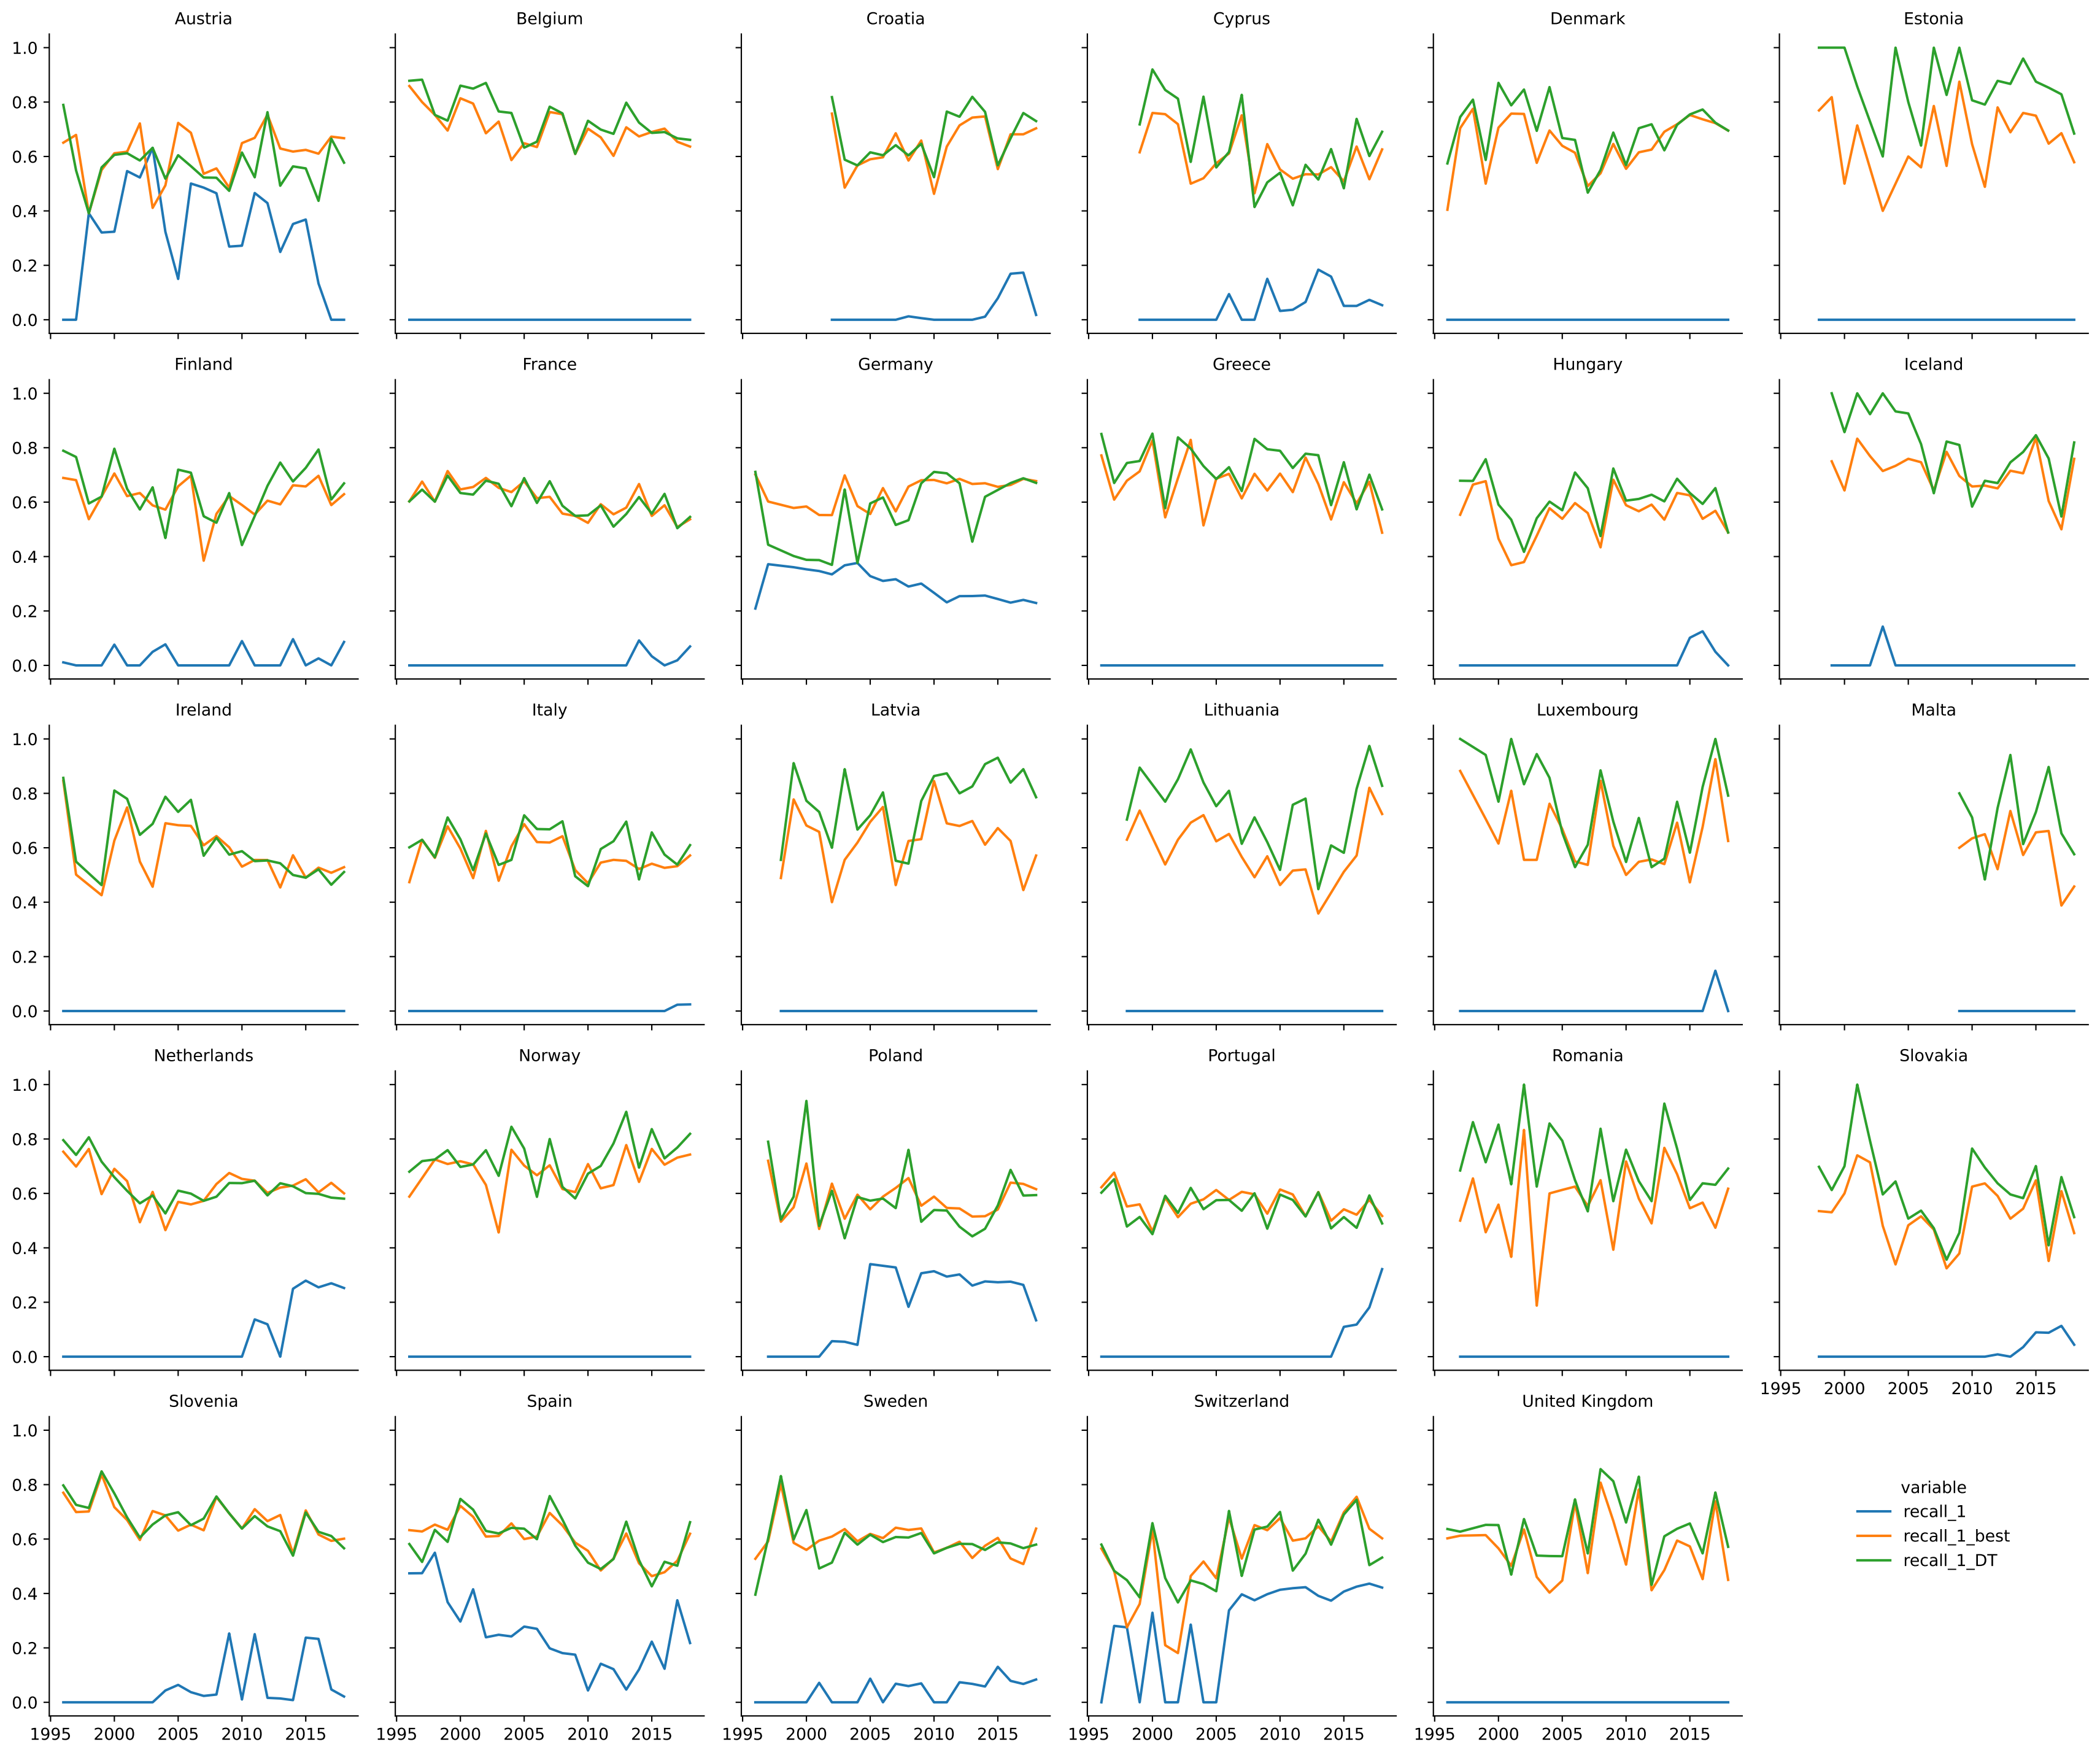 Austria Belgium Croatia Cyprus Denmark Estonia
1.0
0.8
0.6
0.4
0.2
0.0
Finland France Germany Greece Hungary Iceland
1.0
0.8
0.6
0.4
0.2
0.0
Ireland Italy Latvia Lithuania Luxembourg Malta
1.0
0.8
0.6
0.4
0.2
0.0
Netherlands Norway Poland Portugal Romania Slovakia
1.0
0.8
0.6
0.4
0.2
0.0
1995 2000 2005 2010 2015
Slovenia Spain Sweden Switzerland United Kingdom
1.0
0.8
0.6
0.4
0.2
0.0
1995 2000 2005 2010 2015 1995 2000 2005 2010 2015 1995 2000 2005 2010 2015 1995 2000 2005 2010 2015 1995 2000 2005 2010 2015
variable
recall_1
recall_1_best
recall_1_DT